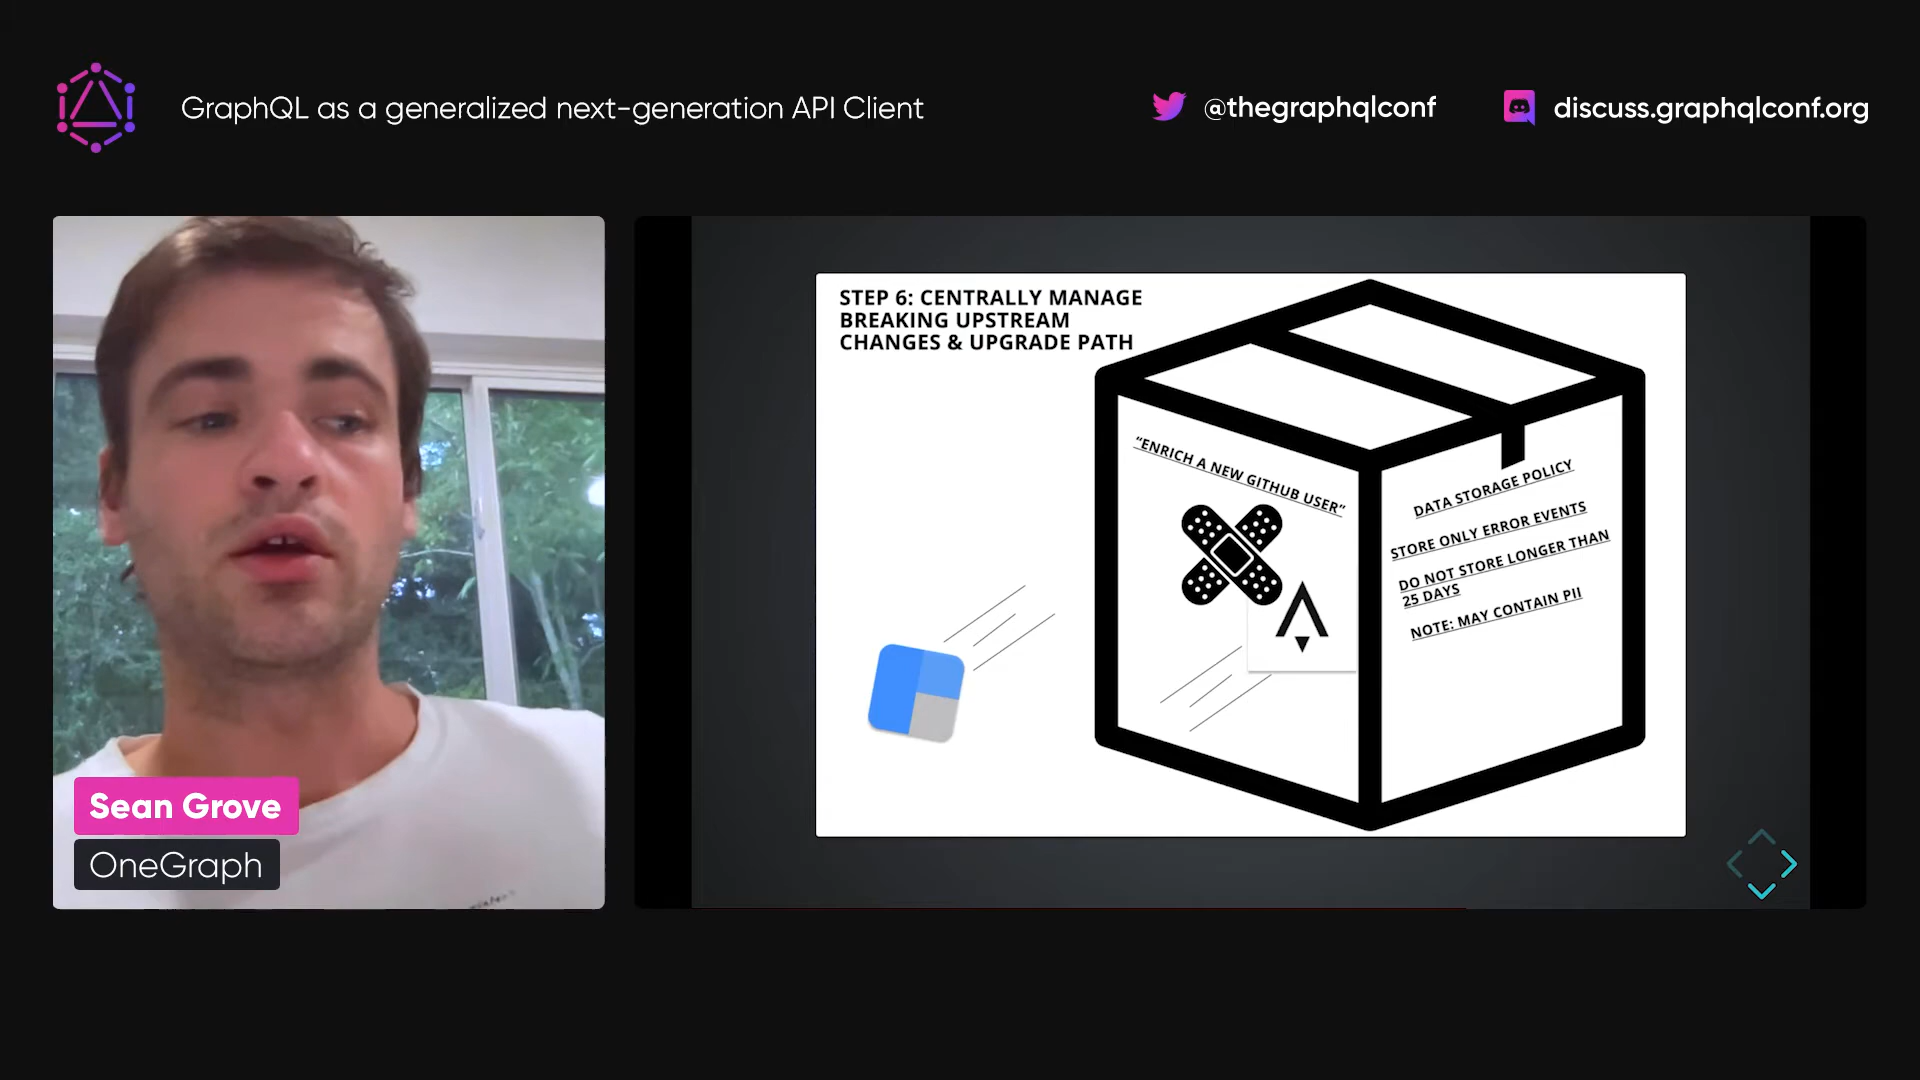 GraphQL as a generalized next-generation API Client
@thegraphqlconf
discuss.graphqlconf.org
STEP 6: CENTRALLY MANAGE
BREAKING UPSTREAM
CHANGES & UPGRADE PATH
"ENRICH A NEW GITHUB USER"
DATA STORAGE POLICY
STORE ONLY ERROR EVENTS
DO NOT STORE LONGER THAN
25 DAYS
NOTE: MAY CONTAIN PII
Sean Grove
OneGraph